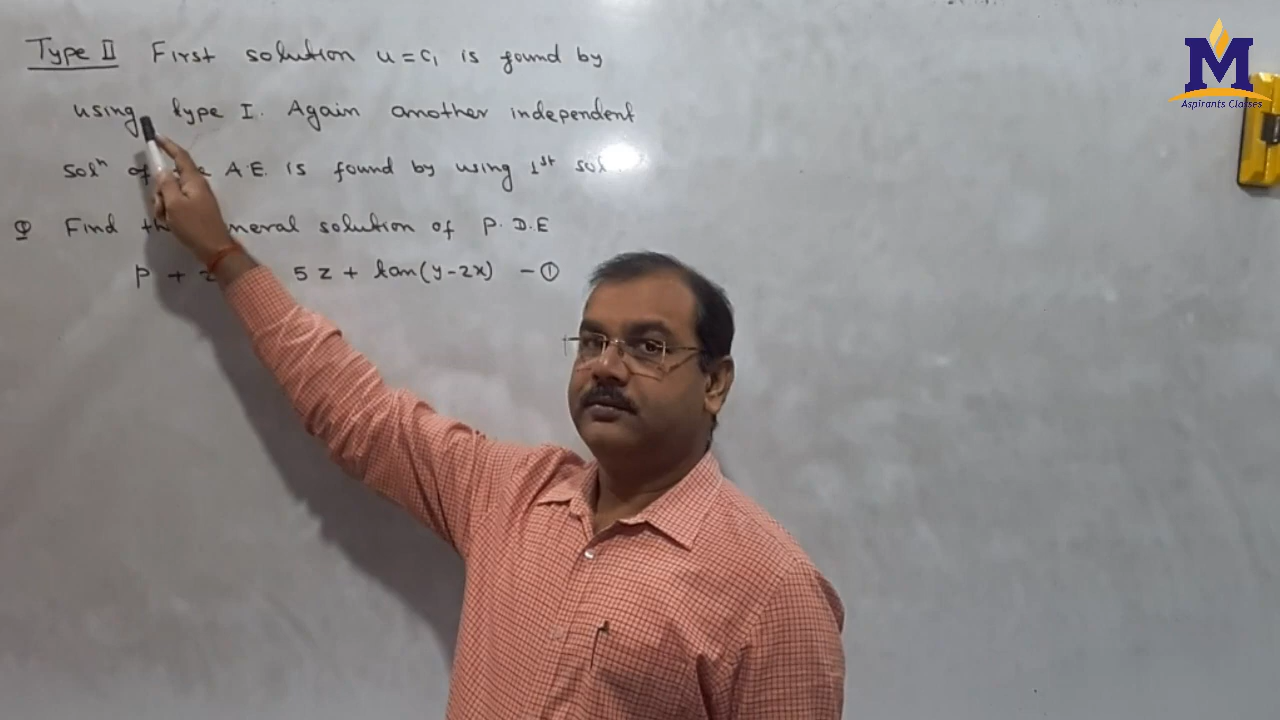 Type II First solution u = c₁ is found by
using type I. Again another independent
solⁿ of A.E. is found by using 1st sol
Q Find the general solution of P.D.E
p + 5z + tan(y-2x) - ①
M
Aspirants Classes